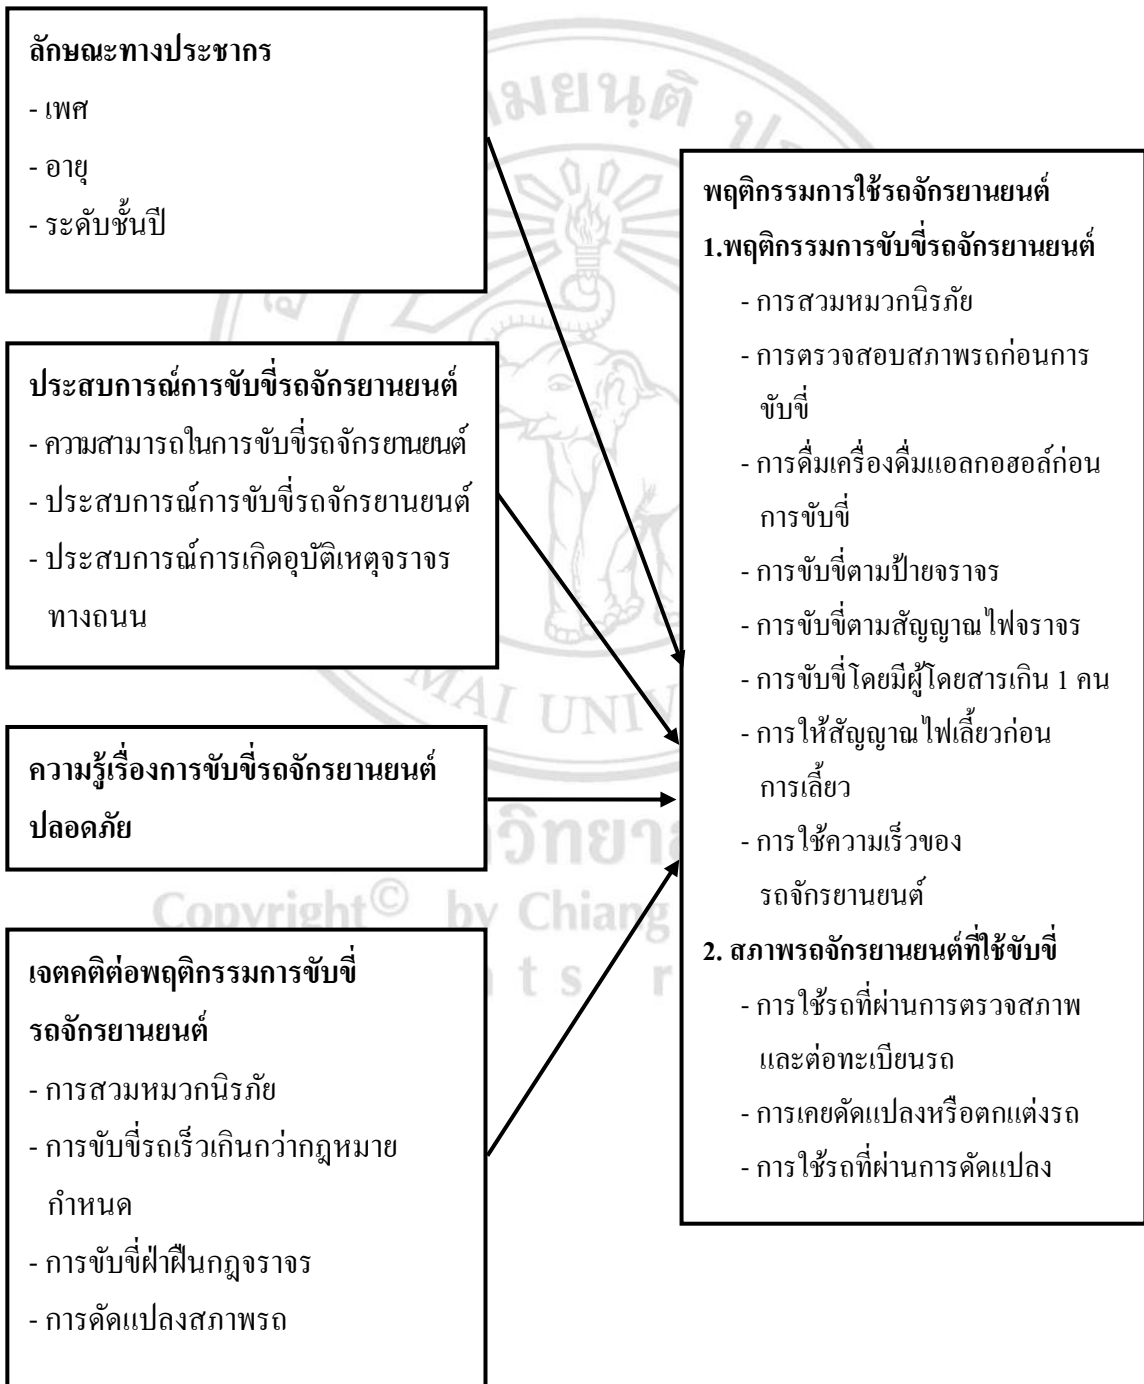 ลักษณะทางประชากร
- เพศ
- อายุ
- ระดับชั้นปี
ประสบการณ์การขับขี่รถจักรยานยนต์
- ความสามารถในการขับขี่รถจักรยานยนต์
- ประสบการณ์การขับขี่รถจักรยานยนต์
- ประสบการณ์การเกิดอุบัติเหตุจราจร
ทางถนน
ความรู้เรื่องการขับขี่รถจักรยานยนต์
ปลอดภัย
เจตคติต่อพฤติกรรมการขับขี่
รถจักรยานยนต์
- การสวมหมวกนิรภัย
- การขับขี่รถเร็วเกินกว่ากฎหมาย
กำหนด
- การขับขี่ฝ่าฝืนกฎจราจร
- การดัดแปลงสภาพรถ
พฤติกรรมการใช้รถจักรยานยนต์
1.พฤติกรรมการขับขี่รถจักรยานยนต์
- การสวมหมวกนิรภัย
- การตรวจสอบสภาพรถก่อนการ
ขับขี่
- การดื่มเครื่องดื่มแอลกอฮอล์ก่อน
การขับขี่
- การขับขี่ตามป้ายจราจร
- การขับขี่ตามสัญญาณไฟจราจร
- การขับขี่โดยมีผู้โดยสารเกิน 1 คน
- การให้สัญญาณไฟเลี้ยวก่อน
การเลี้ยว
- การใช้ความเร็วของ
รถจักรยานยนต์
2. สภาพรถจักรยานยนต์ที่ใช้ขับขี่
- การใช้รถที่ผ่านการตรวจสภาพ
และต่อทะเบียนรถ
- การเคยดัดแปลงหรือตกแต่งรถ
- การใช้รถที่ผ่านการดัดแปลง
MAI UNIV
Copyright© by Chiang